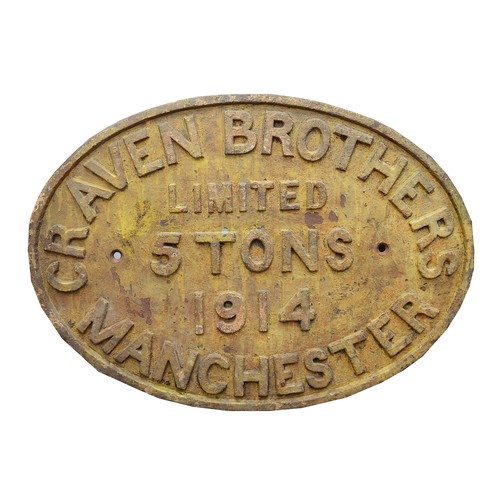 CRAVEN BROTHERS
LIMITED
5 TONS
1914
MANCHESTER